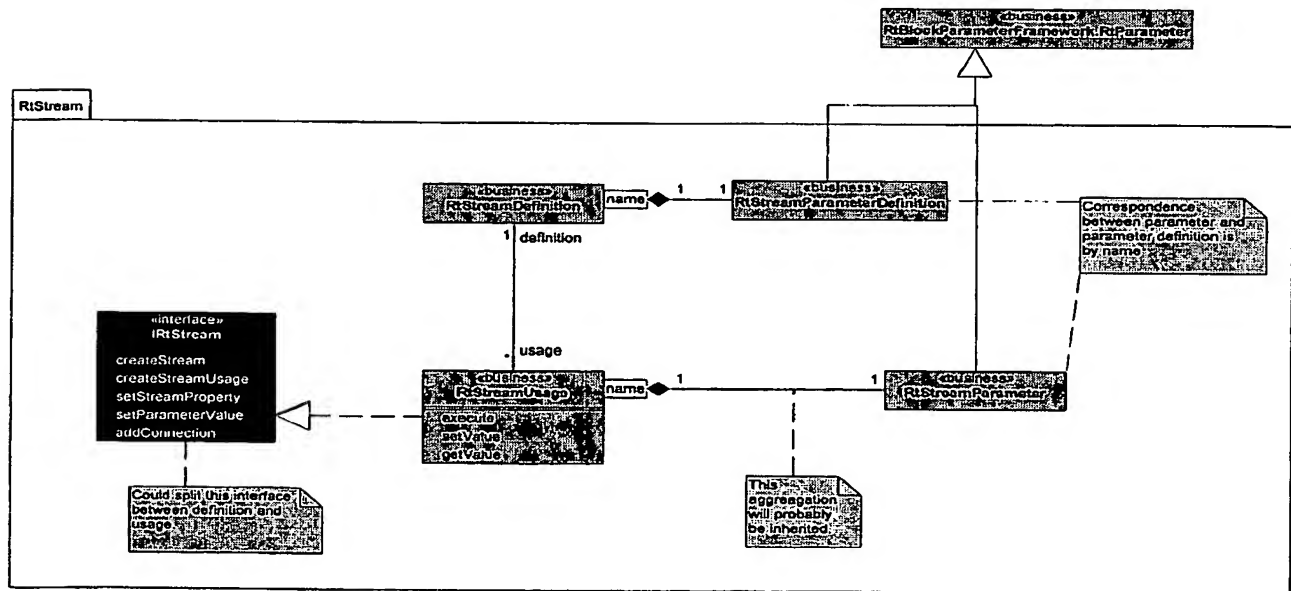 «business»
RtBlockParameterFramework:RtParameter
RtStream
«business»
RtStreamDefinition
name
1
1
«business»
RtStreamParameterDefinition
Correspondence
between parameter and
parameter definition is
by name
1
definition
«interface»
IRtStream
createStream
createStreamUsage
setStreamProperty
setParameterValue
addConnection
*
usage
«business»
RtStreamUsage
execute
setValue
getValue
name
1
1
«business»
RtStreamParameter
Could split this interface
between definition and
usage
This
aggreagation
will probably
be inherited